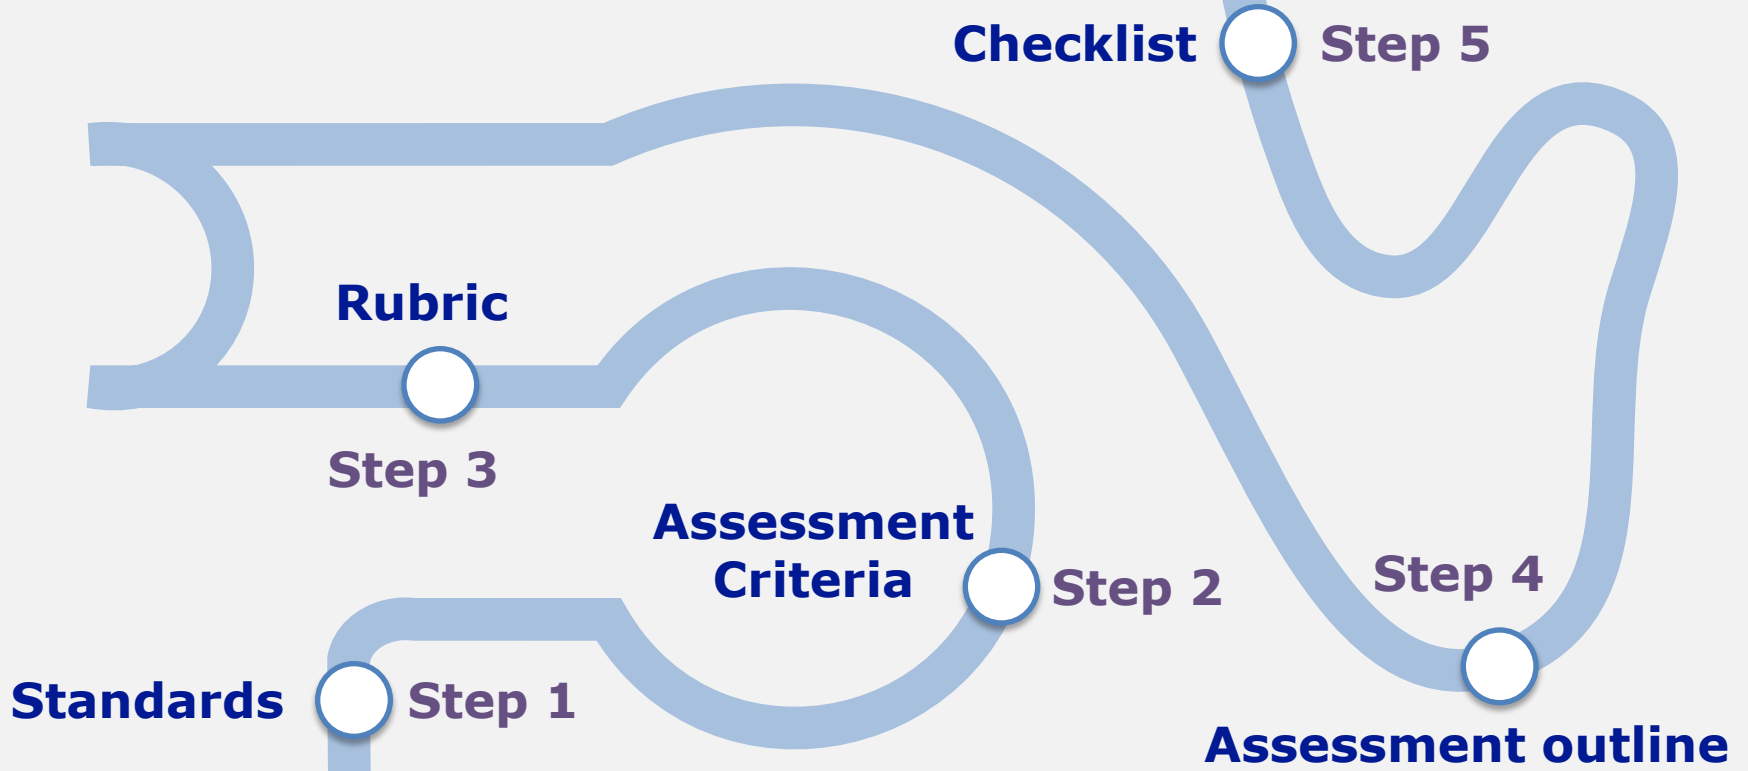 Checklist Step 5
Rubric
Step 3
Assessment
Criteria
Step 2
Step 4
Standards Step 1
Assessment outline